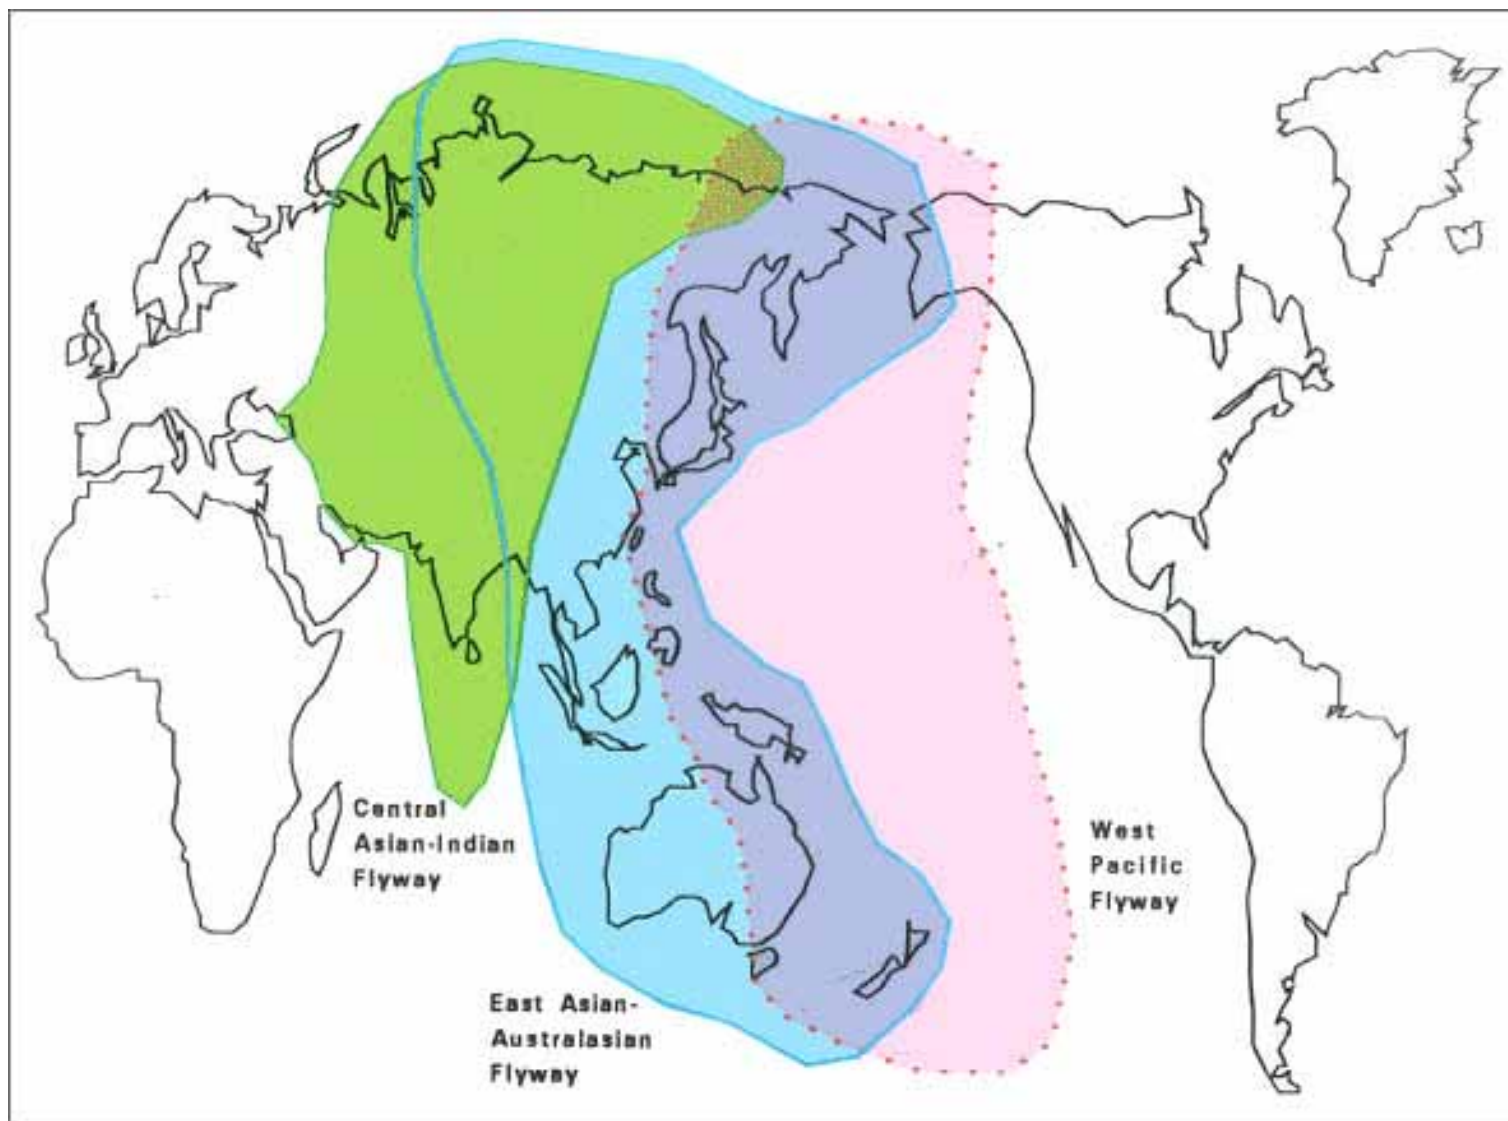 Central
Asian-Indian
Flyway
West
Pacific
Flyway
East Asian-
Australasian
Flyway